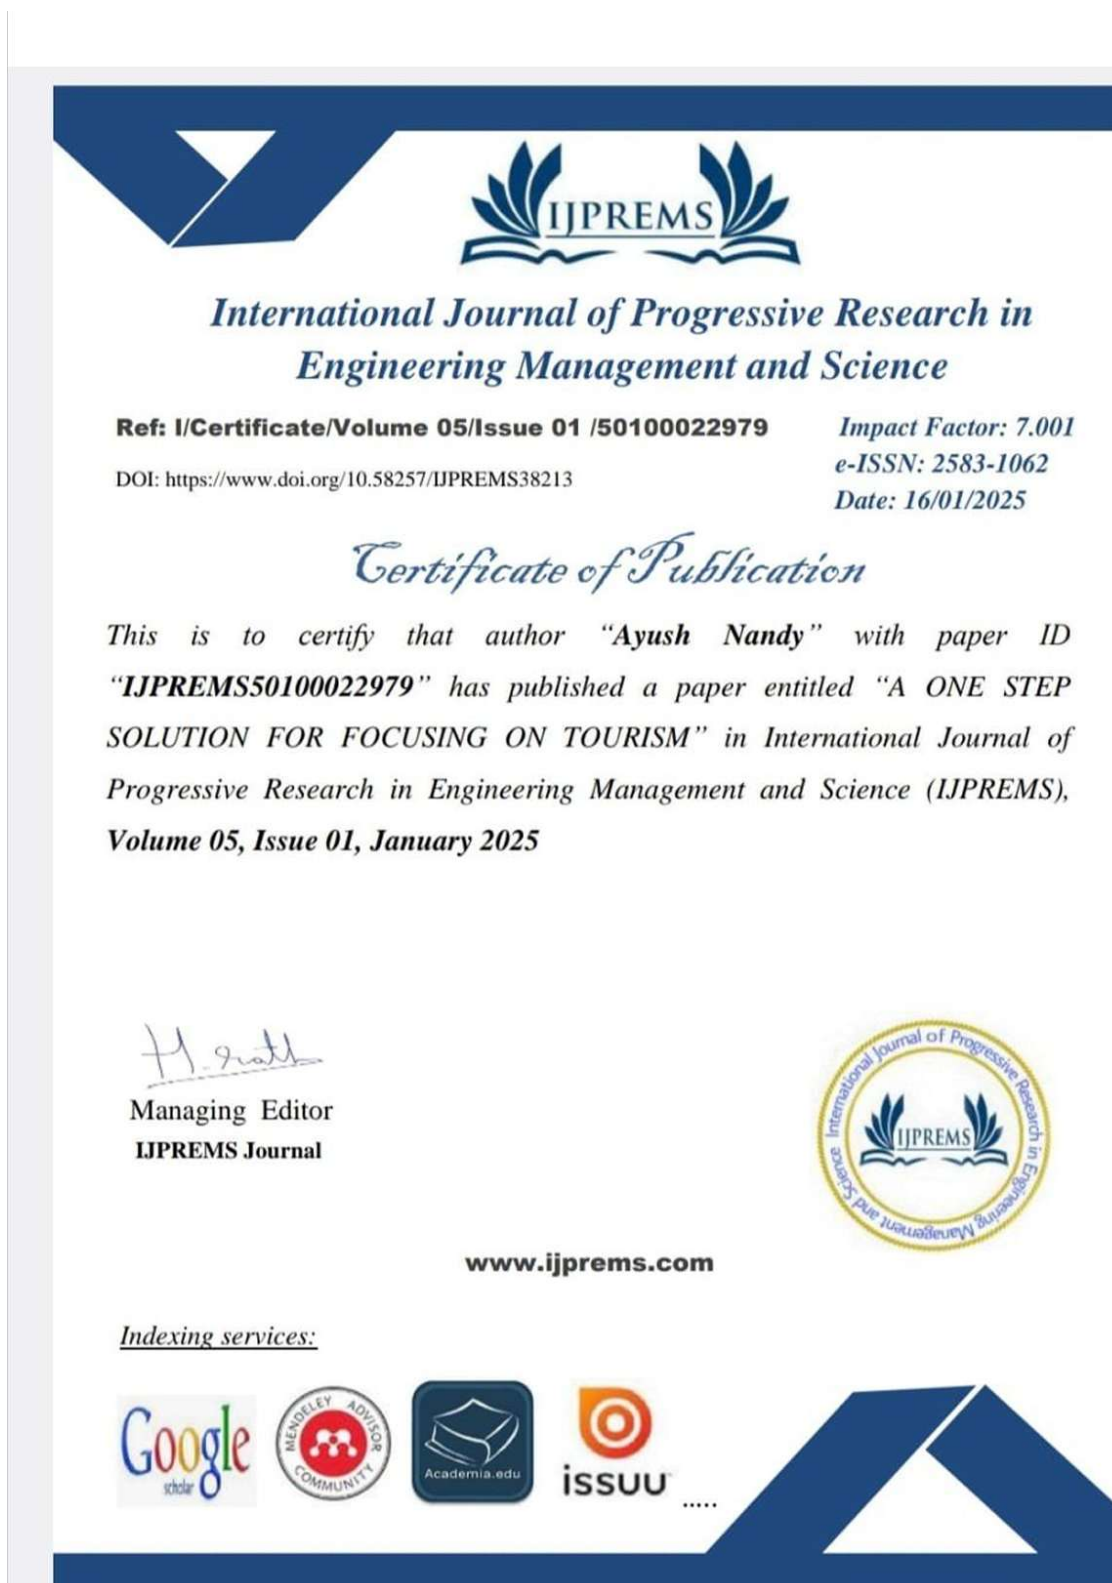 IJPREMS
International Journal of Progressive Research in
Engineering Management and Science
Ref: I/Certificate/Volume 05/Issue 01 /50100022979
Impact Factor: 7.001
DOI: https://www.doi.org/10.58257/IJPREMS38213
e-ISSN: 2583-1062
Date: 16/01/2025
Certificate of Publication
This is to certify that author “Ayush Nandy” with paper ID
“IJPREMS50100022979” has published a paper entitled “A ONE STEP
SOLUTION FOR FOCUSING ON TOURISM” in International Journal of
Progressive Research in Engineering Management and Science (IJPREMS),
Volume 05, Issue 01, January 2025
Managing Editor
IJPREMS Journal
International Journal of Progressive Research in Engineering Management and Science
IJPREMS
www.ijprems.com
Indexing services:
Google
scholar
MENDELEY ADVISOR
COMMUNITY
Academia.edu
issuu
.....